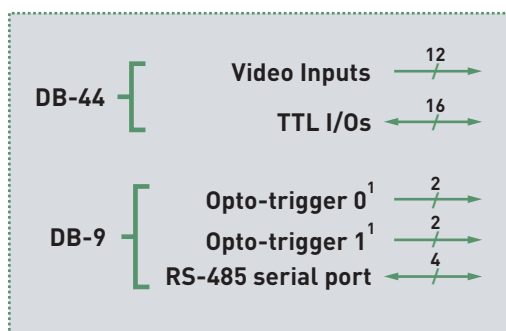 12
Video Inputs
DB-44
16
TTL I/Os
2
Opto-trigger 0¹
2
DB-9
Opto-trigger 1¹
4
RS-485 serial port